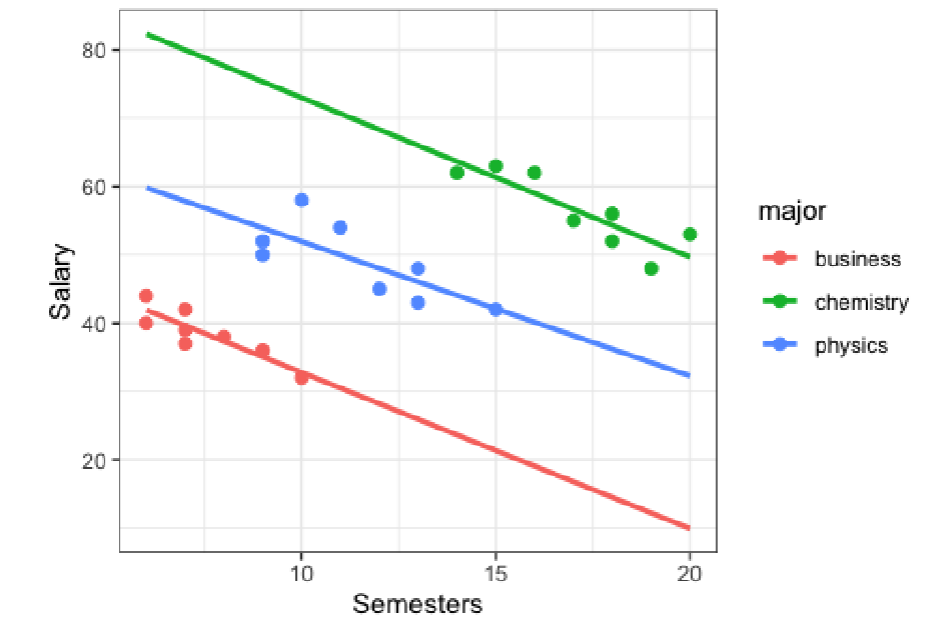 80
60
40
20
Salary
10 15 20
Semesters
major
business
chemistry
physics